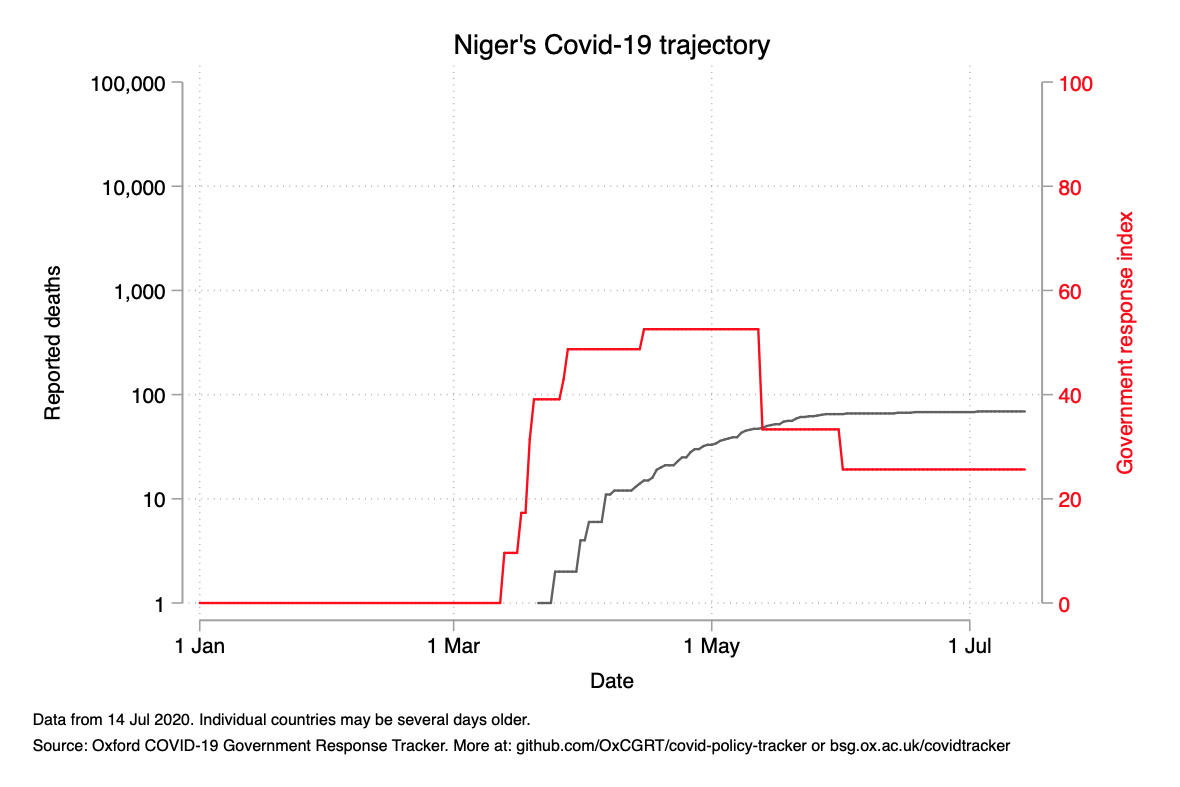 Niger's Covid-19 trajectory
100,000
10,000
1,000
100
10
1
Reported deaths
100
80
60
40
20
0
Government response index
1 Jan
1 Mar
1 May
1 Jul
Date
Data from 14 Jul 2020. Individual countries may be several days older.
Source: Oxford COVID-19 Government Response Tracker. More at: github.com/OxCGRT/covid-policy-tracker or bsg.ox.ac.uk/covidtracker